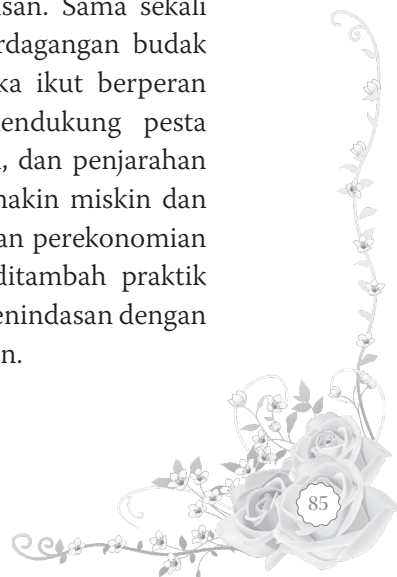 san. Sama sekali
rdagangan budak
ka ikut berperan
endukung pesta
, dan penjarahan
makin miskin dan
an perekonomian
ditambah praktik
enindasan dengan
n.
85